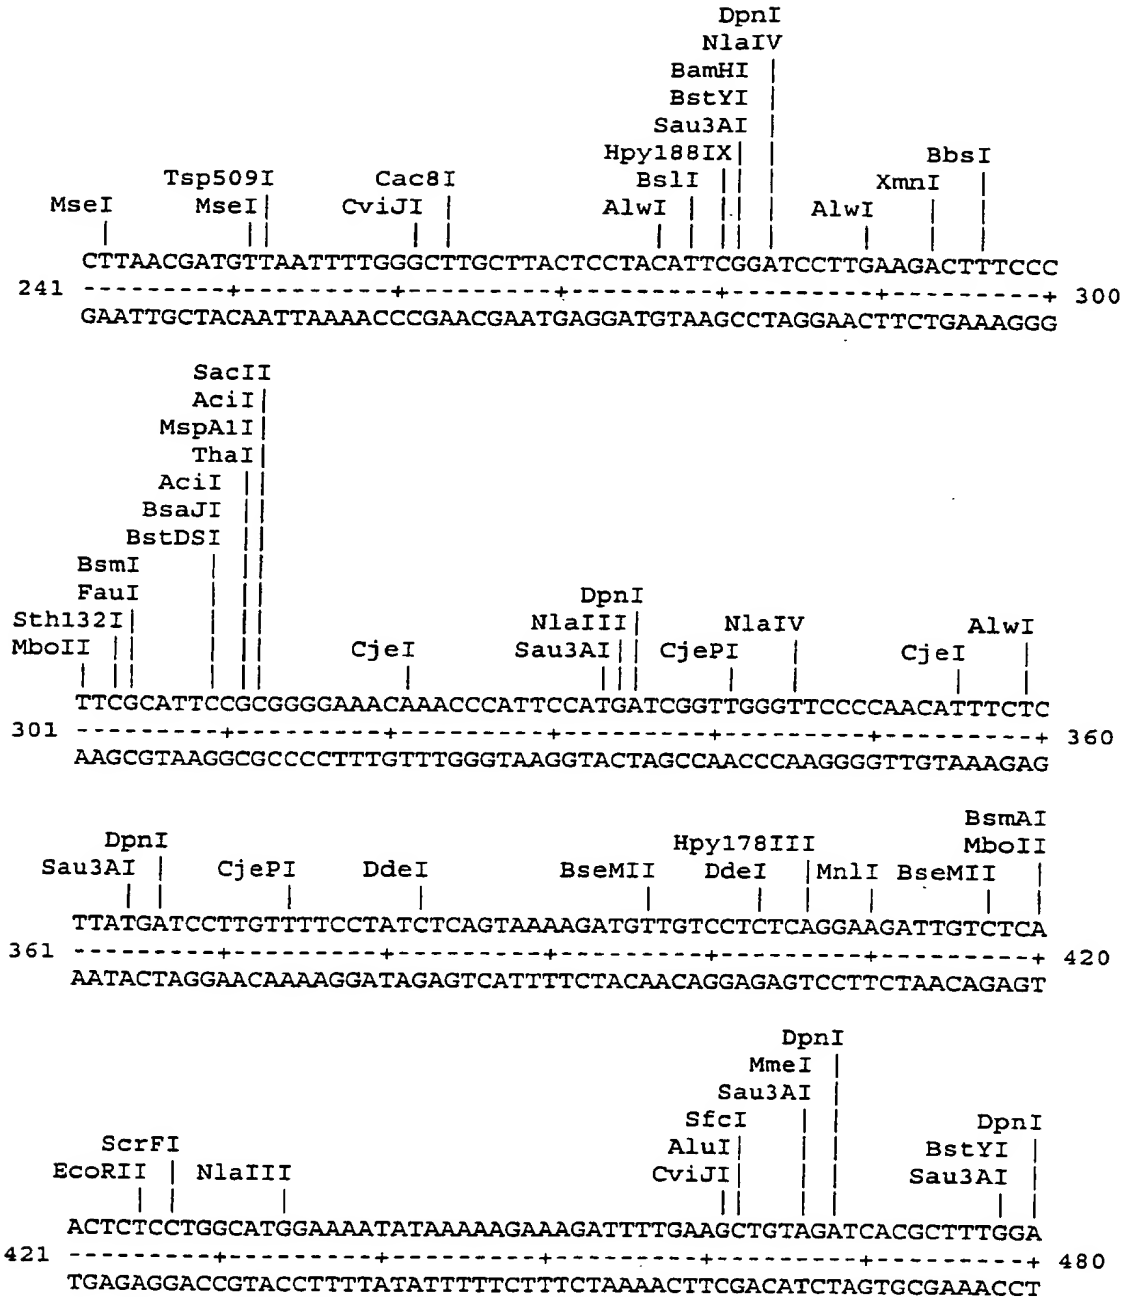 DpnI
NlaIV
BamHI
BstYI
Sau3AI
Hpy188IX
BbsI
Tsp509I Cac8I BslI XmnI
MseI MseI CviJI AlwI AlwI
CTTAACGATGTTAATTTTGGGCTTGCTTACTCCTACATTCGGATCCTTGAAGACTTTCCC
241 ---------+---------+---------+---------+---------+---------+ 300
GAATTGCTACAATTAAAACCCGAACGAATGAGGATGTAAGCCTAGGAACTTCTGAAAGGG
SacII
AciI
MspA1I
ThaI
AciI
BsaJI
BstDSI
BsmI
FauI DpnI
Sth132I NlaIII NlaIV AlwI
MboII CjeI Sau3AI CjePI CjeI
TTCGCATTCCGCGGGGAAACAAACCCATTCCATGATCGGTTGGGTTCCCCAACATTTCTC
301 ---------+---------+---------+---------+---------+---------+ 360
AAGCGTAAGGCGCCCCTTTGTTTGGGTAAGGTACTAGCCAACCCAAGGGGTTGTAAAGAG
BsmAI
DpnI Hpy178III MboII
Sau3AI CjePI DdeI BseMII DdeI MnlI BseMII
TTATGATCCTTGTTTTCCTATCTCAGTAAAAGATGTTGTCCTCTCAGGAAGATTGTCTCA
361 ---------+---------+---------+---------+---------+---------+ 420
AATACTAGGAACAAAAGGATAGAGTCATTTTCTACAACAGGAGAGTCCTTCTAACAGAGT
DpnI
MmeI
Sau3AI
SfcI DpnI
ScrFI AluI BstYI
EcoRII NlaIII CviJI Sau3AI
ACTCTCCTGGCATGGAAAATATAAAAAGAAAGATTTTGAAGCTGTAGATCACGCTTTGGA
421 ---------+---------+---------+---------+---------+---------+ 480
TGAGAGGACCGTACCTTTTATATTTTTCTTTCTAAAACTTCGACATCTAGTGCGAAACCT